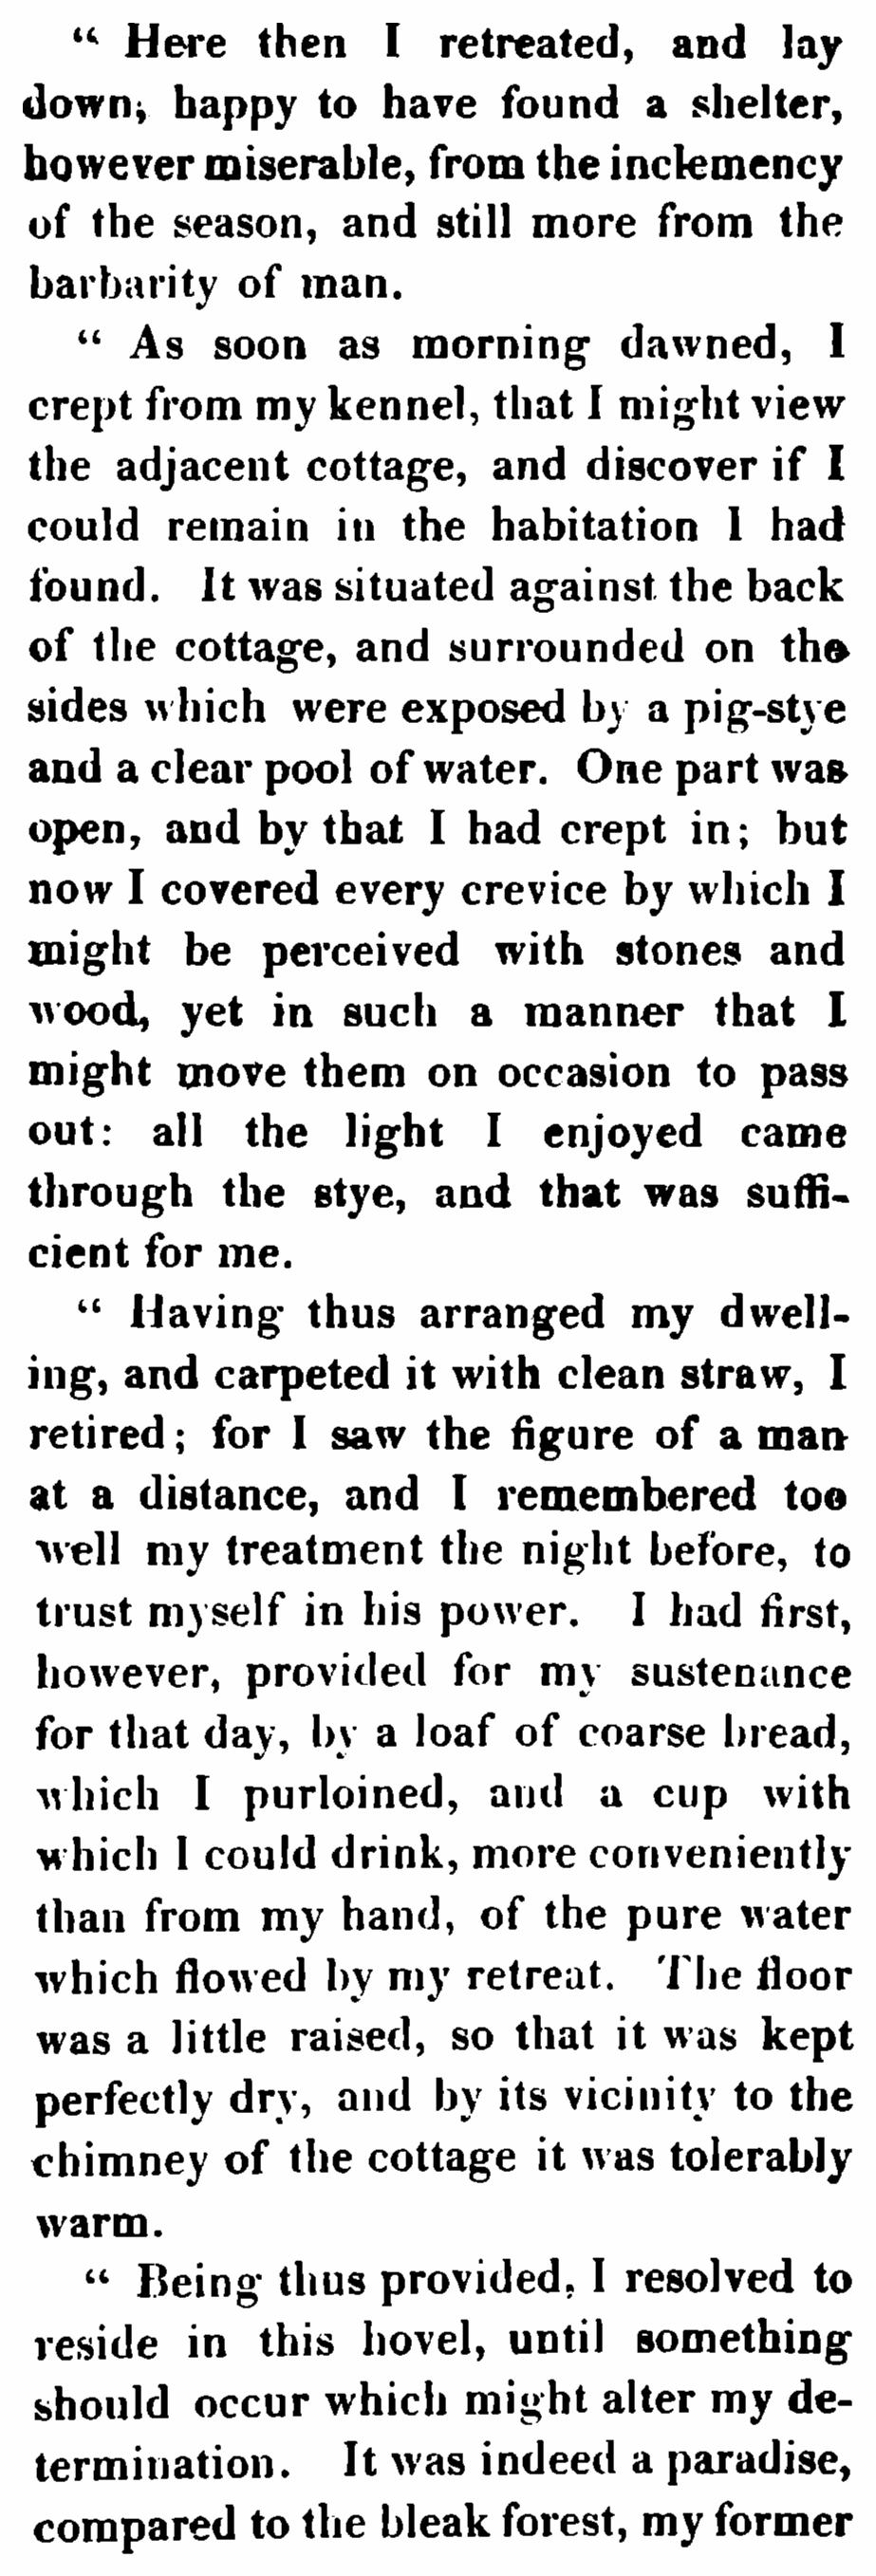 “ Here then I retreated, and lay
down, happy to have found a shelter,
however miserable, from the inclemency
of the season, and still more from the
barbarity of man.
“ As soon as morning dawned, I
crept from my kennel, that I might view
the adjacent cottage, and discover if I
could remain in the habitation I had
found. It was situated against the back
of the cottage, and surrounded on the
sides which were exposed by a pig-stye
and a clear pool of water. One part was
open, and by that I had crept in; but
now I covered every crevice by which I
might be perceived with stones and
wood, yet in such a manner that I
might move them on occasion to pass
out: all the light I enjoyed came
through the stye, and that was suffi-
cient for me.
“ Having thus arranged my dwell-
ing, and carpeted it with clean straw, I
retired; for I saw the figure of a man
at a distance, and I remembered too
well my treatment the night before, to
trust myself in his power. I had first,
however, provided for my sustenance
for that day, by a loaf of coarse bread,
which I purloined, and a cup with
which I could drink, more conveniently
than from my hand, of the pure water
which flowed by my retreat. The floor
was a little raised, so that it was kept
perfectly dry, and by its vicinity to the
chimney of the cottage it was tolerably
warm.
“ Being thus provided, I resolved to
reside in this hovel, until something
should occur which might alter my de-
termination. It was indeed a paradise,
compared to the bleak forest, my former